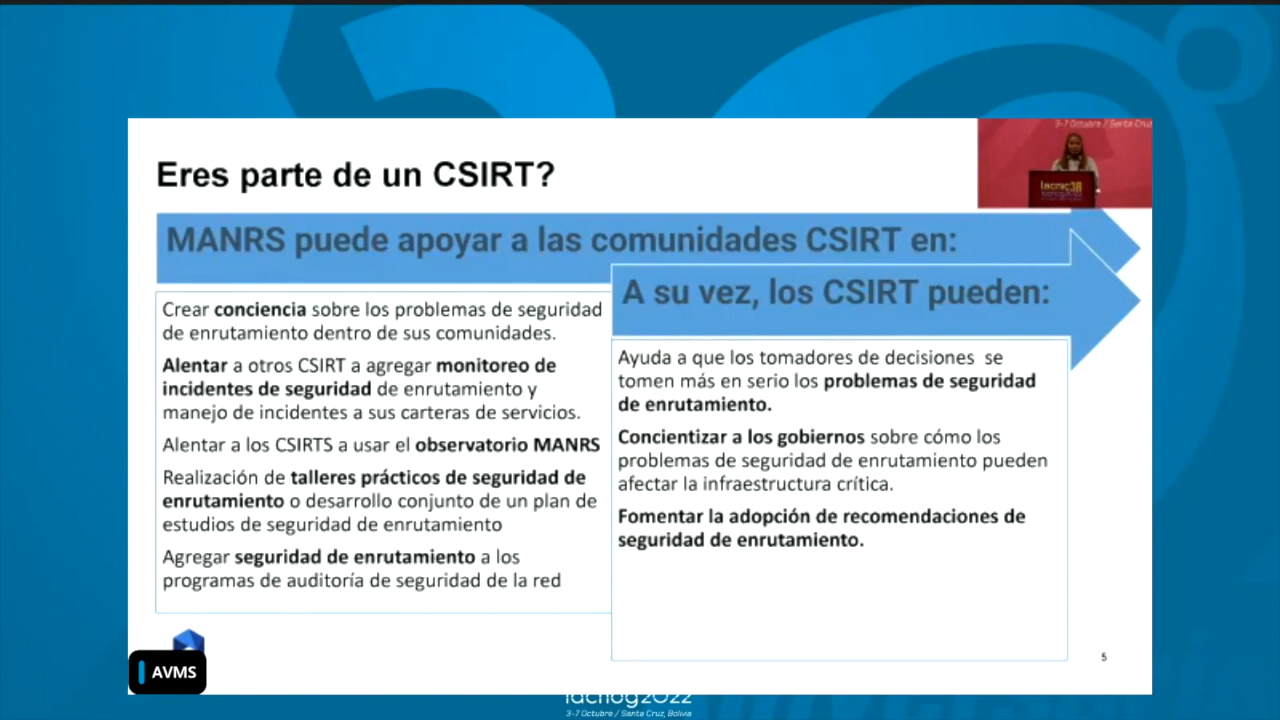 3-7 Octubre / Santa Cruz
lacnic38
Eres parte de un CSIRT?
MANRS puede apoyar a las comunidades CSIRT en:
Crear conciencia sobre los problemas de seguridad
de enrutamiento dentro de sus comunidades.
Alentar a otros CSIRT a agregar monitoreo de
incidentes de seguridad de enrutamiento y
manejo de incidentes a sus carteras de servicios.
Alentar a los CSIRTS a usar el observatorio MANRS
Realización de talleres prácticos de seguridad de
enrutamiento o desarrollo conjunto de un plan de
estudios de seguridad de enrutamiento
Agregar seguridad de enrutamiento a los
programas de auditoría de seguridad de la red
A su vez, los CSIRT pueden:
Ayuda a que los tomadores de decisiones se
tomen más en serio los problemas de seguridad
de enrutamiento.
Concientizar a los gobiernos sobre cómo los
problemas de seguridad de enrutamiento pueden
afectar la infraestructura crítica.
Fomentar la adopción de recomendaciones de
seguridad de enrutamiento.
5
AVMS
lacnog2022
3-7 Octubre / Santa Cruz, Bolivia